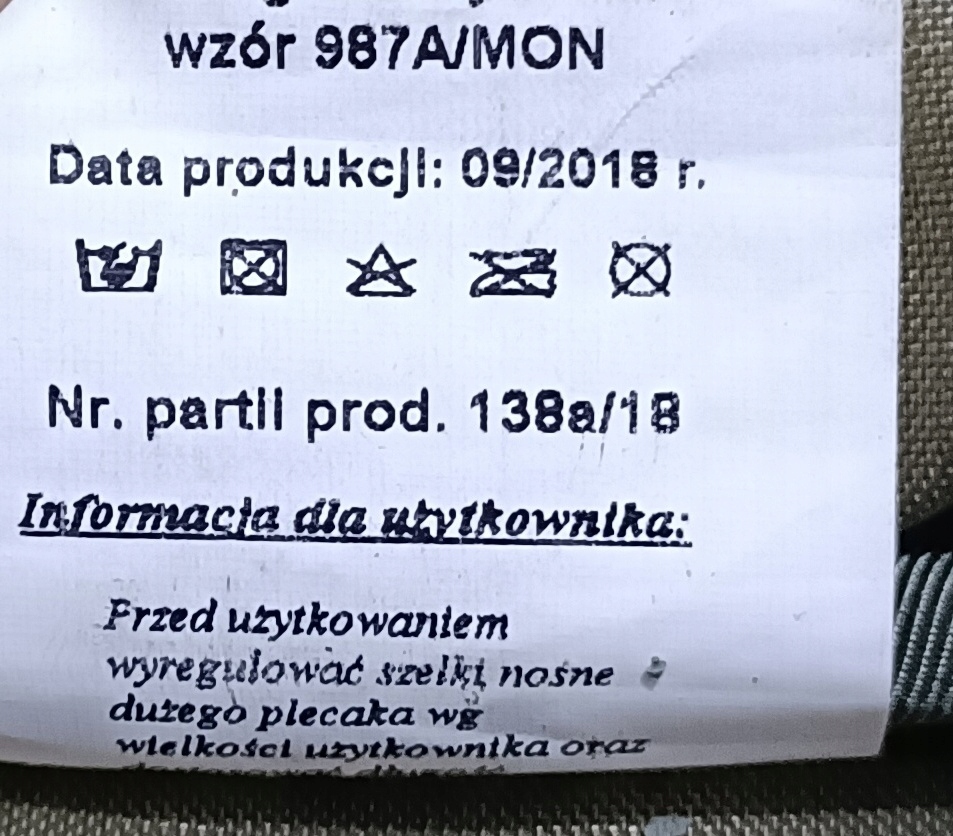 wzór 987A/MON
Data produkcji: 09/2018 r.
Nr. partii prod. 138a/18
Informacja dla użytkownika:
Przed użytkowaniem
wyregulować szelki nośne
dużego plecaka wg
wielkości użytkownika oraz